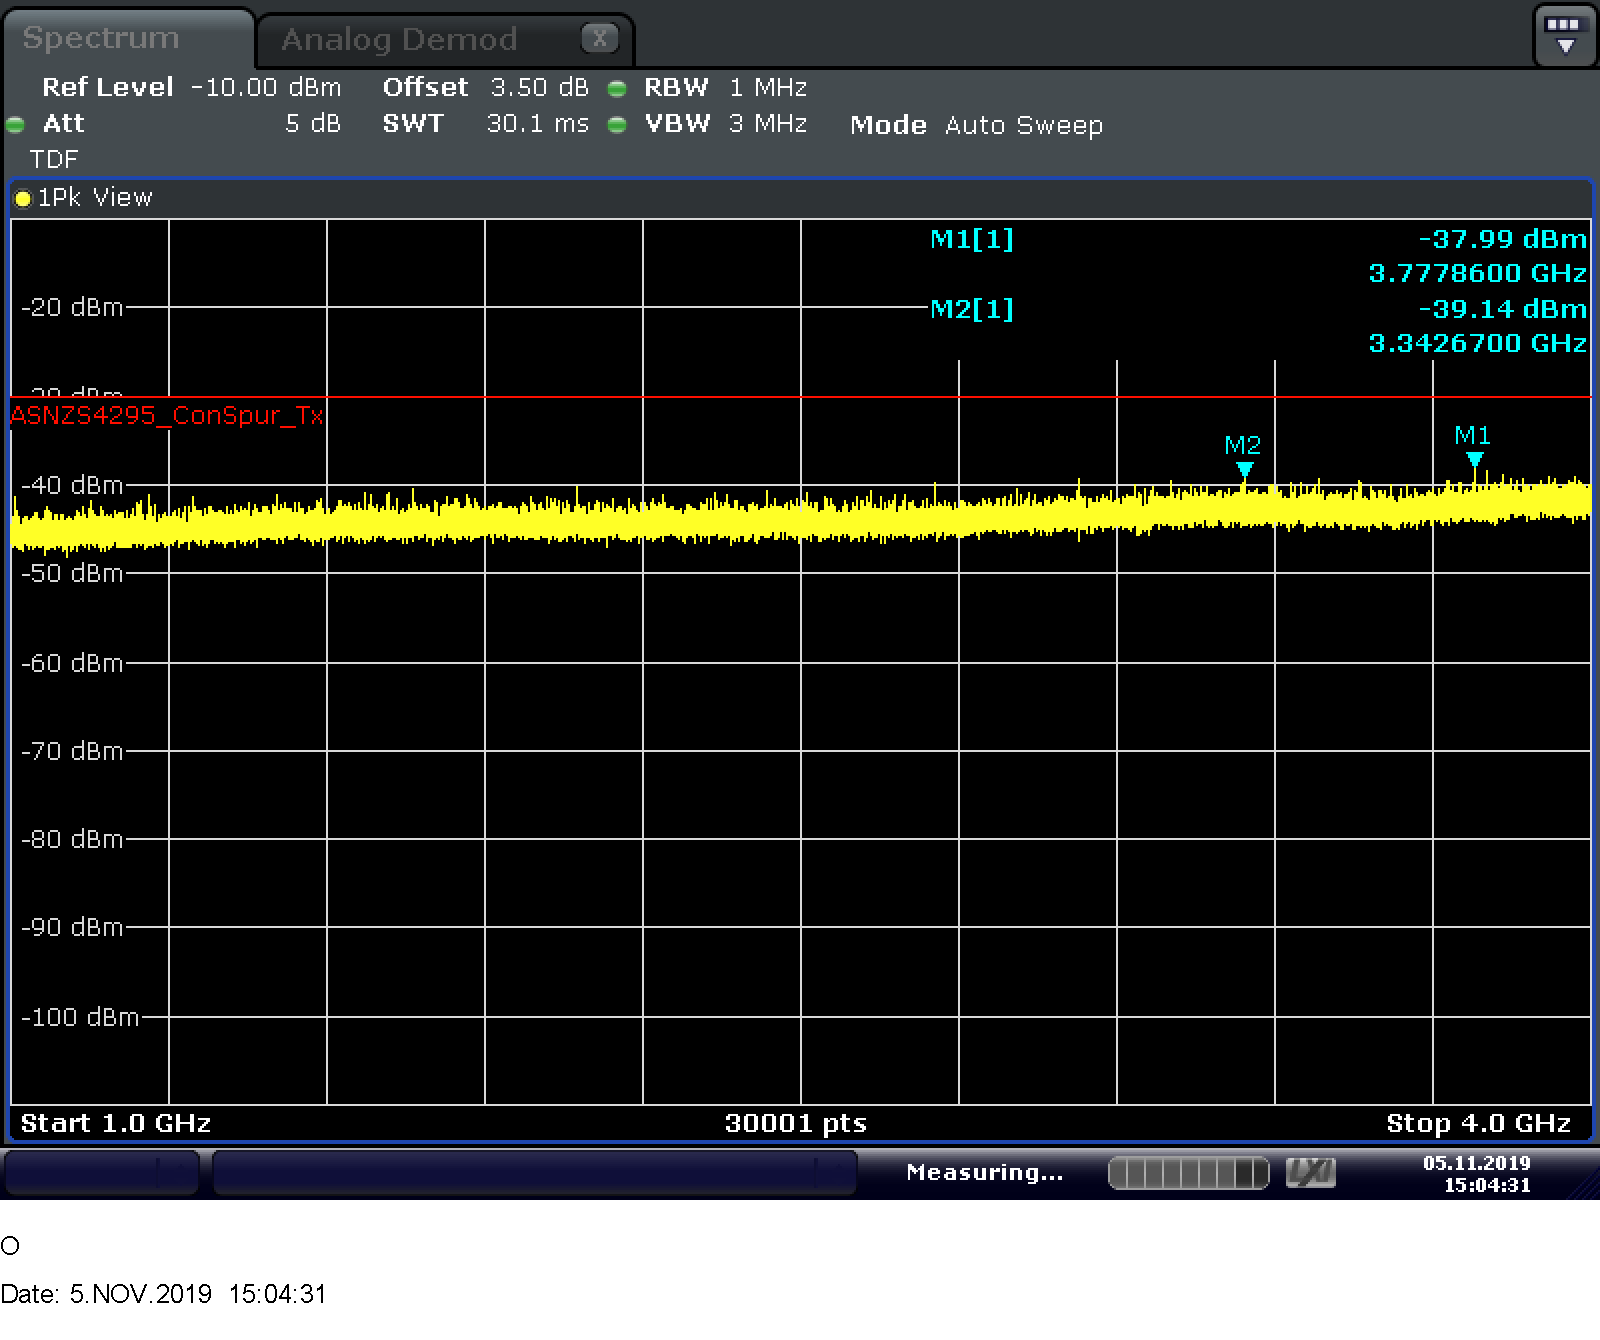 Spectrum
Analog Demod X
Ref Level -10.00 dBm Offset 3.50 dB RBW 1 MHz
Att 5 dB SWT 30.1 ms VBW 3 MHz Mode Auto Sweep
TDF
1Pk View
M1[1] -37.99 dBm
3.7778600 GHz
-20 dBm
M2[1] -39.14 dBm
3.3426700 GHz
-30 dBm
ASNZS4295_ConSpur_Tx
M2
M1
-40 dBm
-50 dBm
-60 dBm
-70 dBm
-80 dBm
-90 dBm
-100 dBm
Start 1.0 GHz 30001 pts Stop 4.0 GHz
Measuring... LXI 05.11.2019
15:04:31
O
Date: 5.NOV.2019 15:04:31